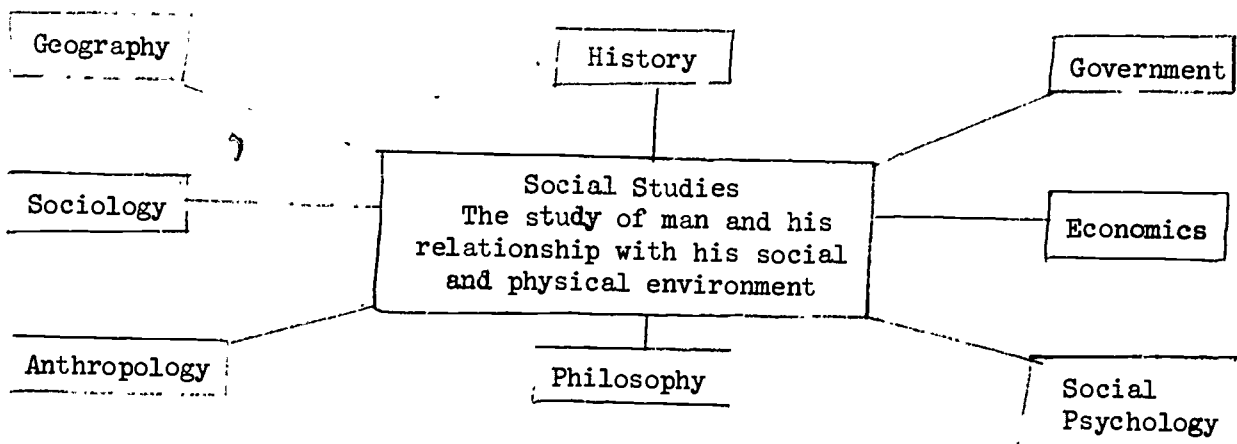 Geography
History
Government
Sociology
Social Studies
The study of man and his
relationship with his social
and physical environment
Economics
Anthropology
Philosophy
Social
Psychology